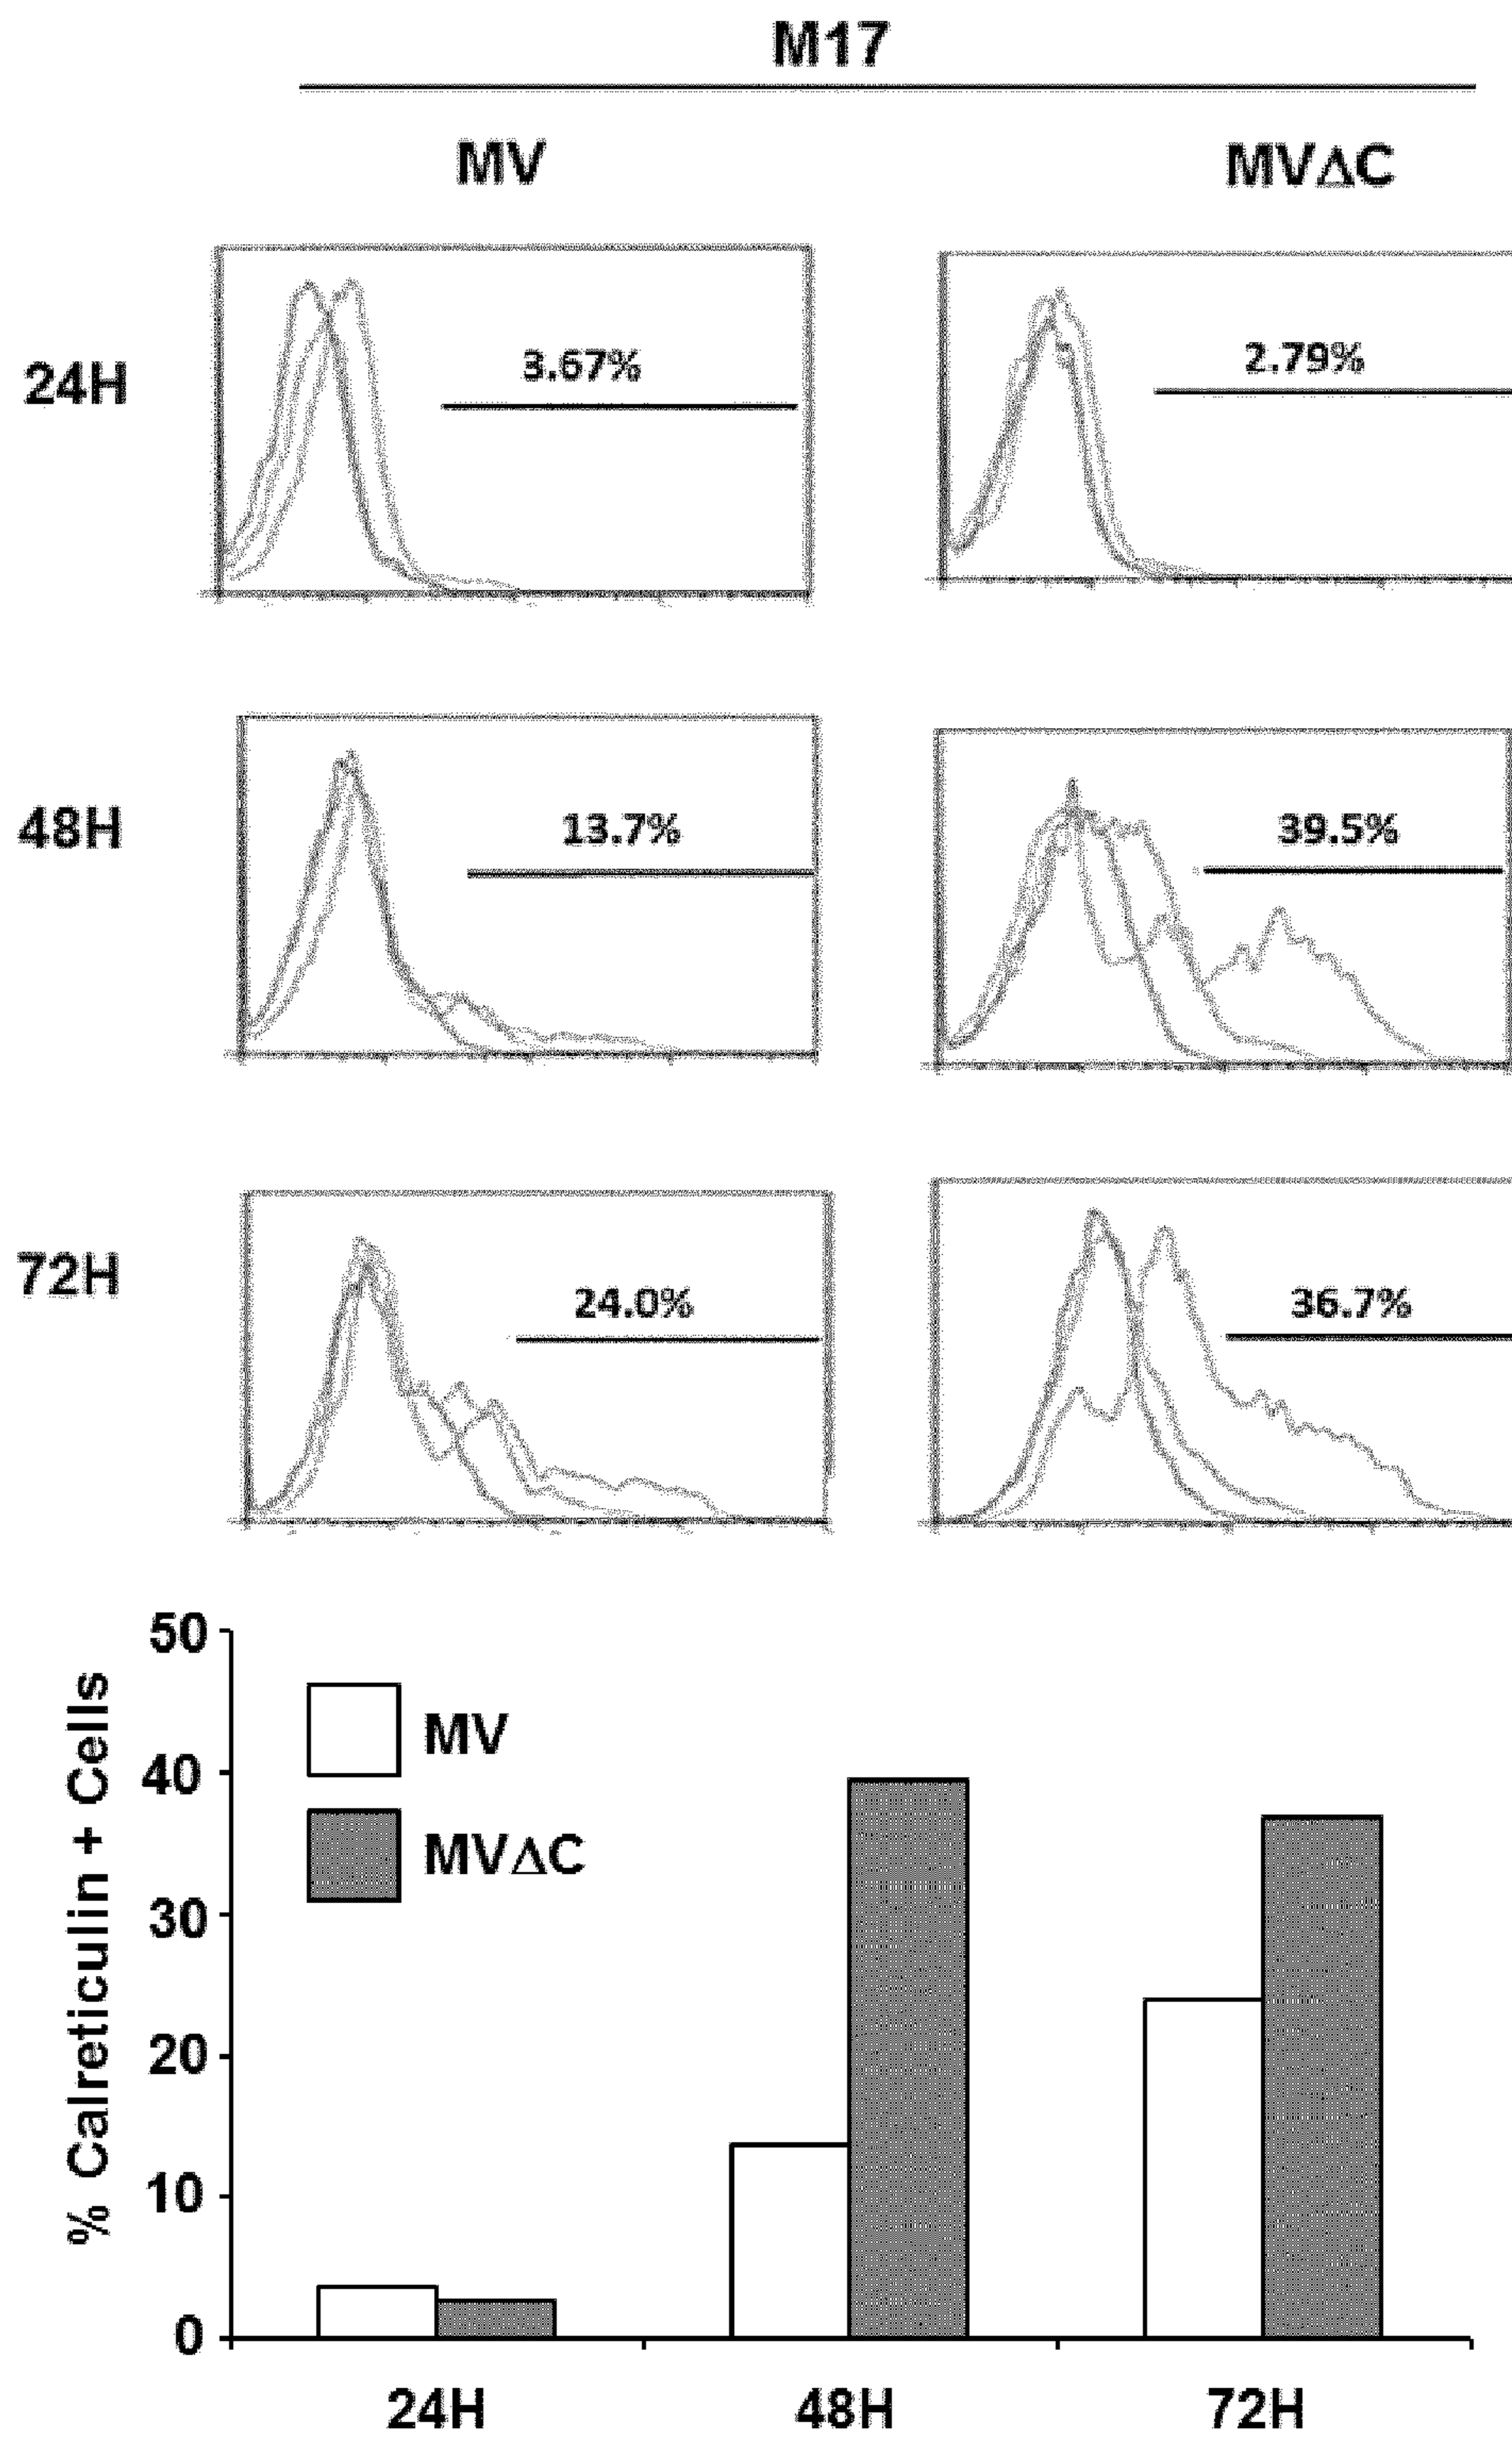 M17
MV MVΔC
24H 3.67% 2.79%
48H 13.7% 39.5%
72H 24.0% 36.7%
% Calreticulin + Cells
50
40
30
20
10
0
MV
MVΔC
24H 48H 72H